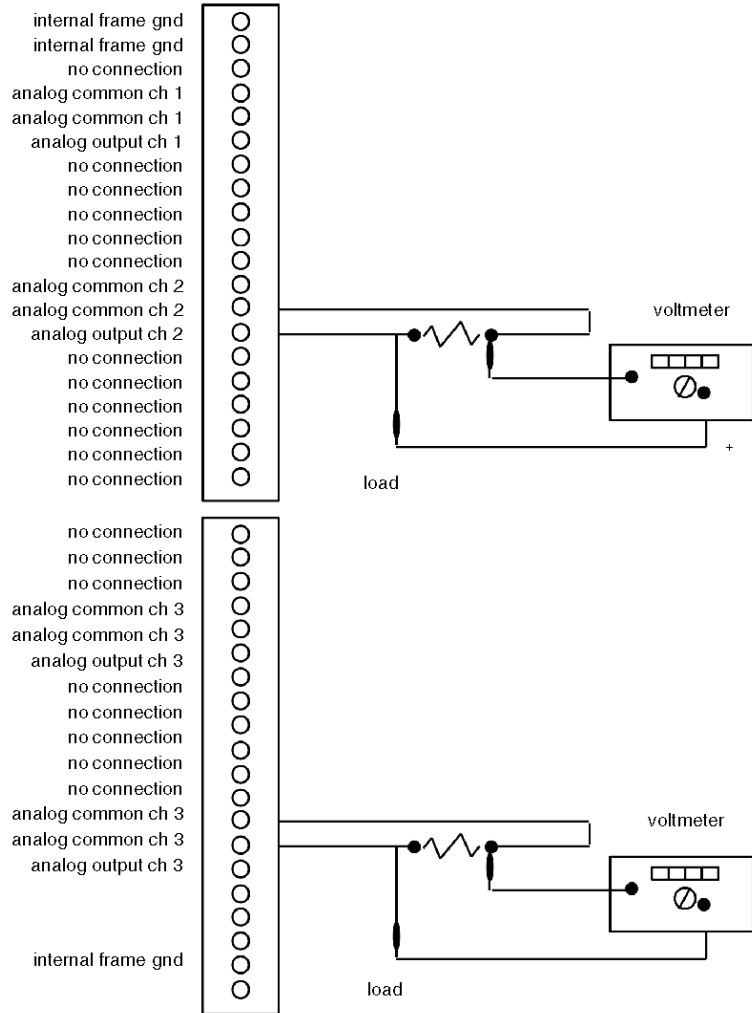 internal frame gnd
internal frame gnd
no connection
analog common ch 1
analog common ch 1
analog output ch 1
no connection
no connection
no connection
no connection
no connection
analog common ch 2
analog common ch 2
analog output ch 2
no connection
no connection
no connection
no connection
no connection
no connection
voltmeter
+
load
no connection
no connection
no connection
analog common ch 3
analog common ch 3
analog output ch 3
no connection
no connection
no connection
no connection
no connection
analog common ch 3
analog common ch 3
analog output ch 3
internal frame gnd
voltmeter
load